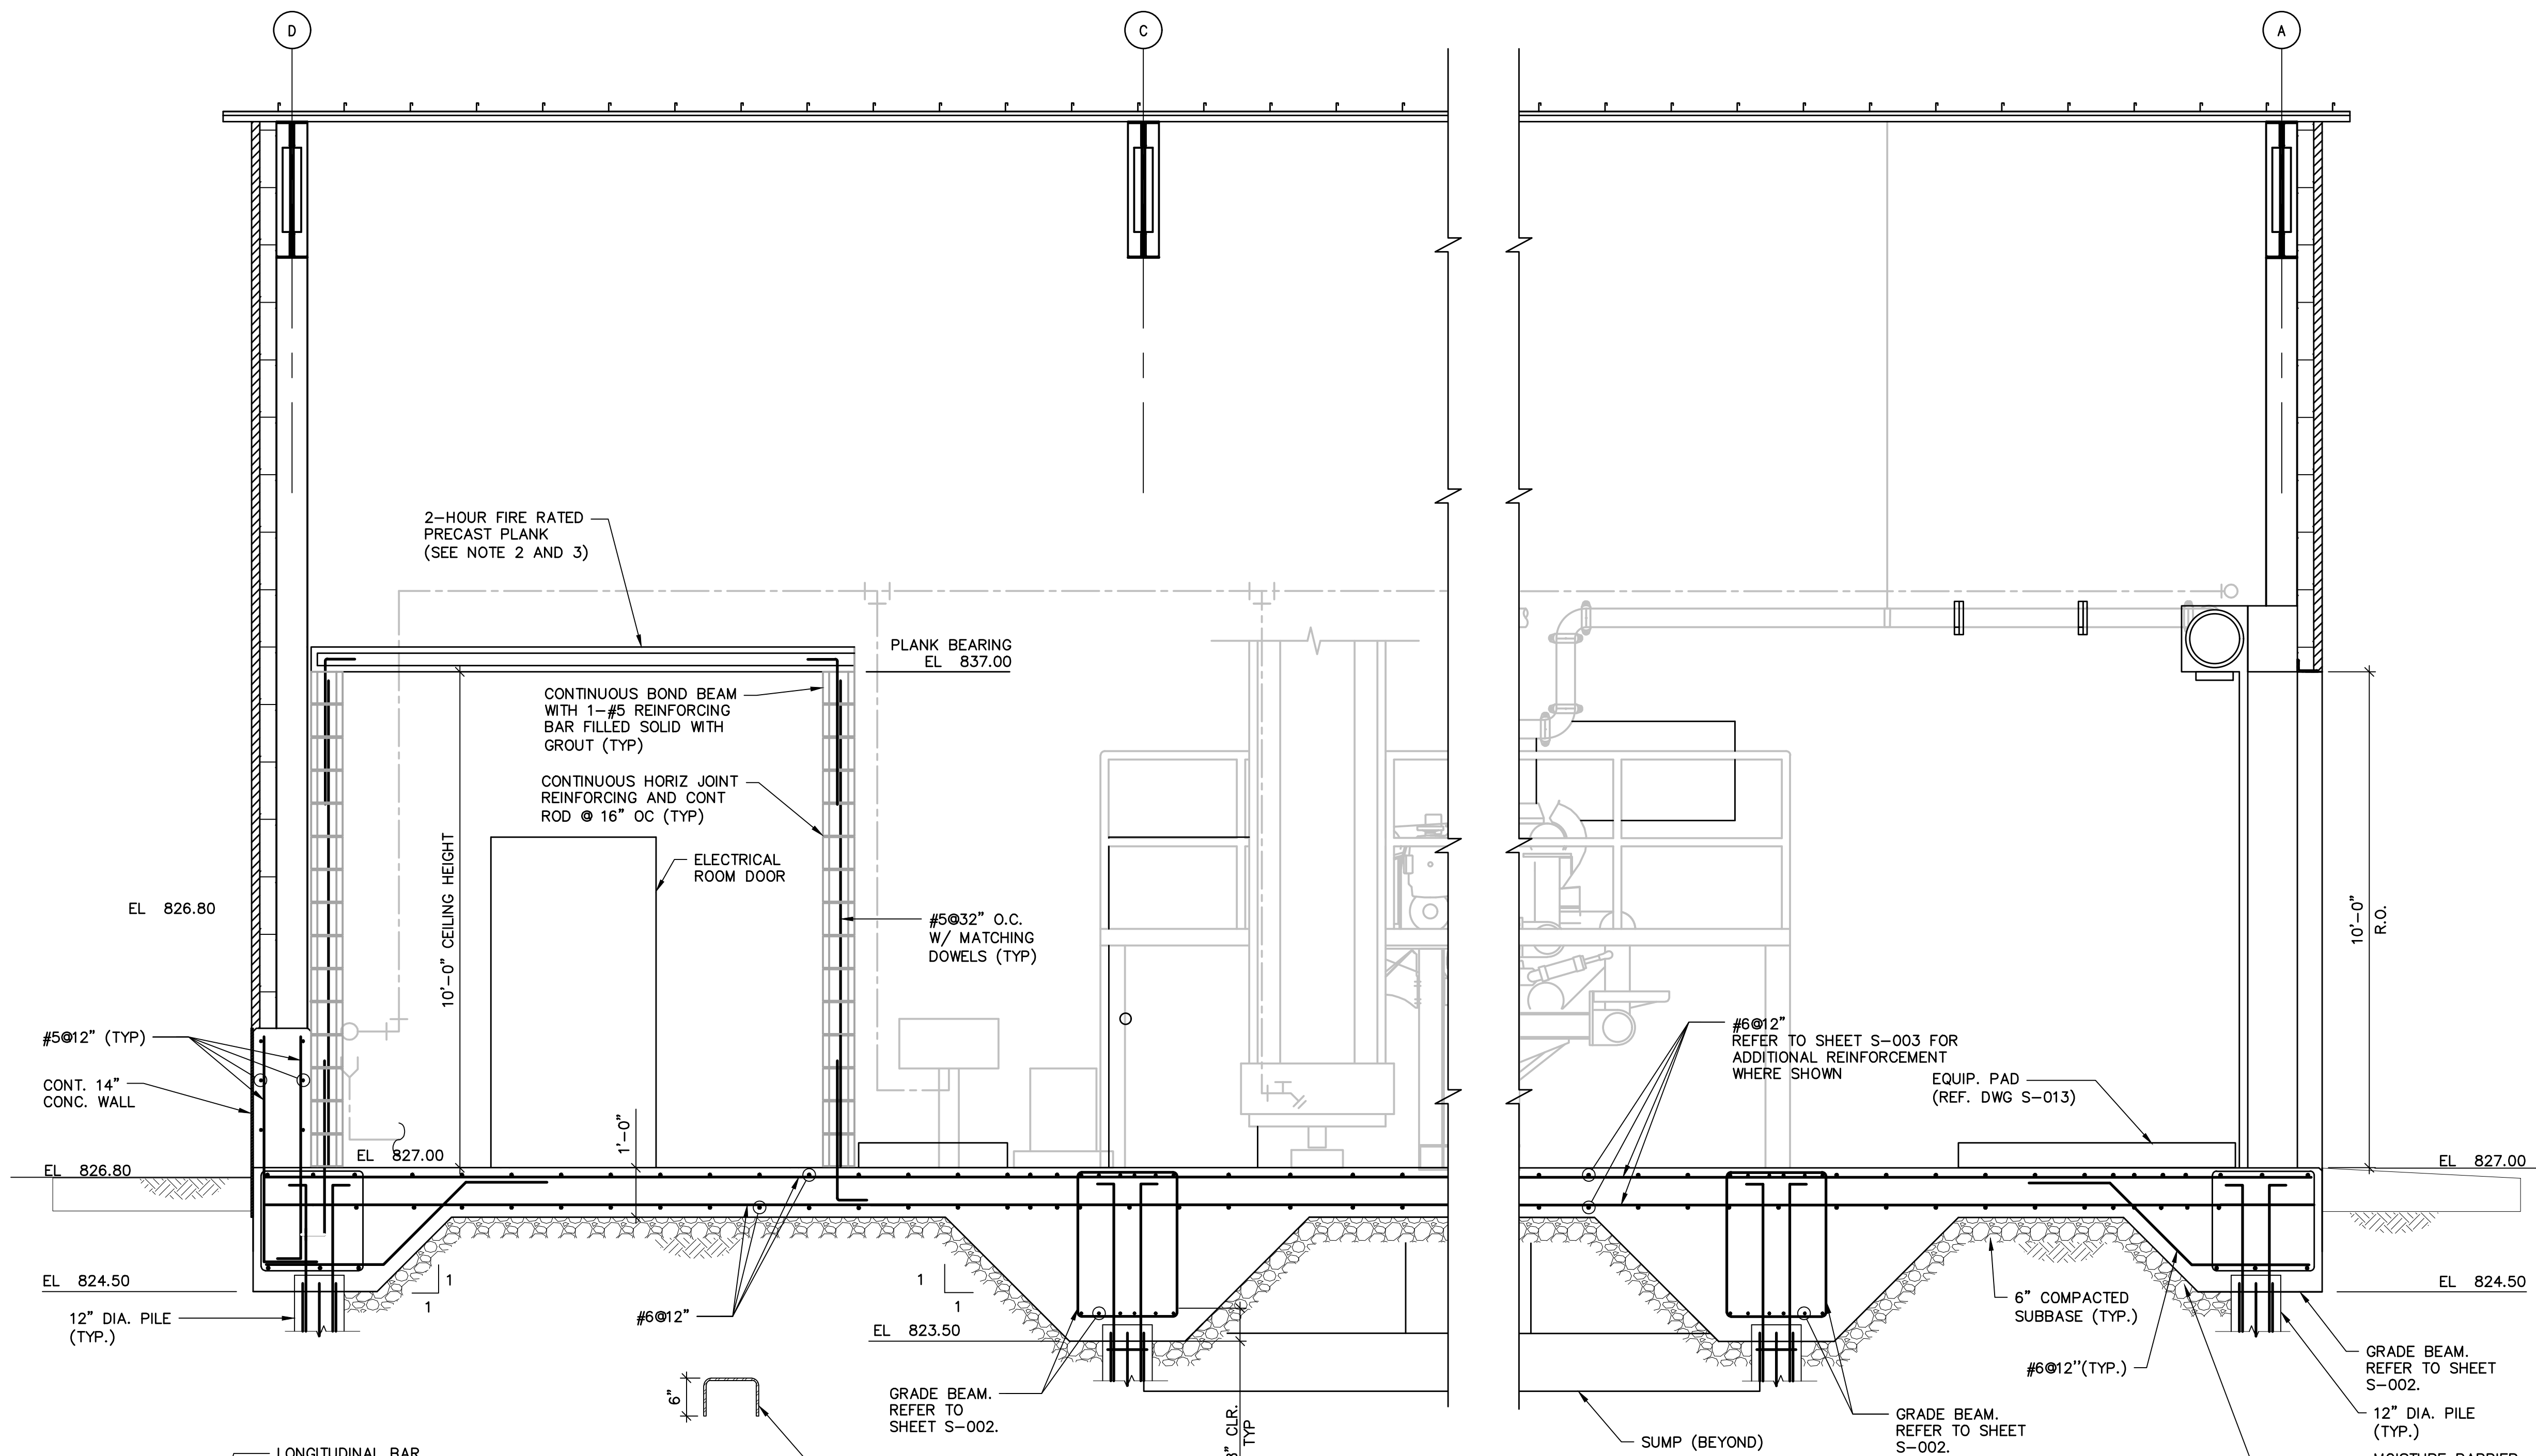 D
C
A
2-HOUR FIRE RATED
PRECAST PLANK
(SEE NOTE 2 AND 3)
PLANK BEARING
EL 837.00
CONTINUOUS BOND BEAM
WITH 1-#5 REINFORCING
BAR FILLED SOLID WITH
GROUT (TYP)
CONTINUOUS HORIZ JOINT
REINFORCING AND CONT
ROD @ 16" OC (TYP)
10'-0" CEILING HEIGHT
ELECTRICAL
ROOM DOOR
EL 826.80
#5@32" O.C.
W/ MATCHING
DOWELS (TYP)
10'-0"
R.O.
#5@12" (TYP)
CONT. 14"
CONC. WALL
#6@12"
REFER TO SHEET S-003 FOR
ADDITIONAL REINFORCEMENT
WHERE SHOWN
EQUIP. PAD
(REF. DWG S-013)
1'-0"
EL 827.00
EL 826.80
EL 827.00
EL 824.50
1
1
1
1
12" DIA. PILE
(TYP.)
#6@12"
EL 823.50
6" COMPACTED
SUBBASE (TYP.)
EL 824.50
#6@12"(TYP.)
GRADE BEAM.
REFER TO SHEET
S-002.
6"
GRADE BEAM.
REFER TO
SHEET S-002.
3" CLR.
TYP
SUMP (BEYOND)
GRADE BEAM.
REFER TO SHEET
S-002.
12" DIA. PILE
(TYP.)
LONGITUDINAL BAR
MOISTURE BARRIER